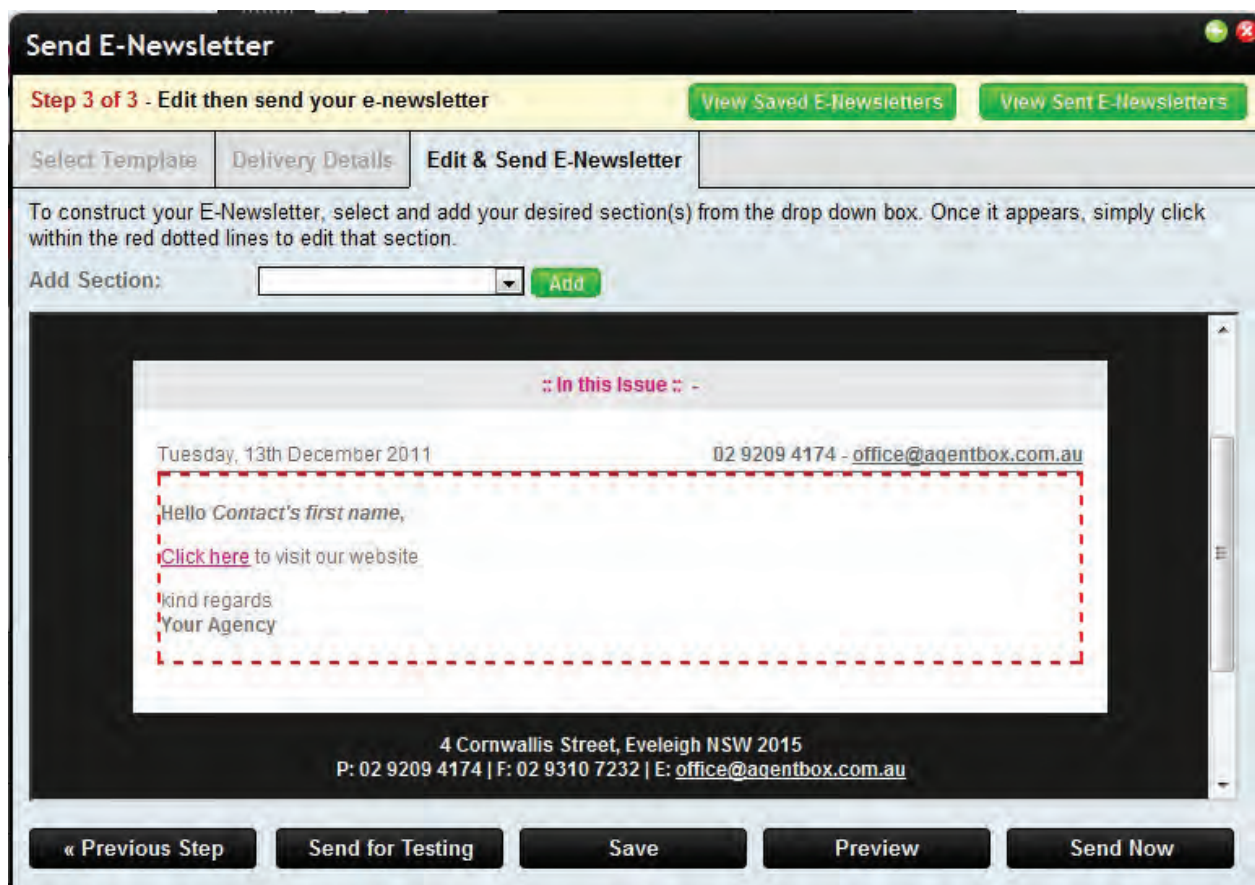 Send E-Newsletter
Step 3 of 3 - Edit then send your e-newsletter
View Saved E-Newsletters
View Sent E-Newsletters
Select Template
Delivery Details
Edit & Send E-Newsletter
To construct your E-Newsletter, select and add your desired section(s) from the drop down box. Once it appears, simply click
within the red dotted lines to edit that section.
Add Section:
Add
:: In this Issue :: -
Tuesday, 13th December 2011
02 9209 4174 - office@agentbox.com.au
Hello Contact's first name,
Click here to visit our website
kind regards
Your Agency
4 Cornwallis Street, Eveleigh NSW 2015
P: 02 9209 4174 | F: 02 9310 7232 | E: office@agentbox.com.au
« Previous Step
Send for Testing
Save
Preview
Send Now